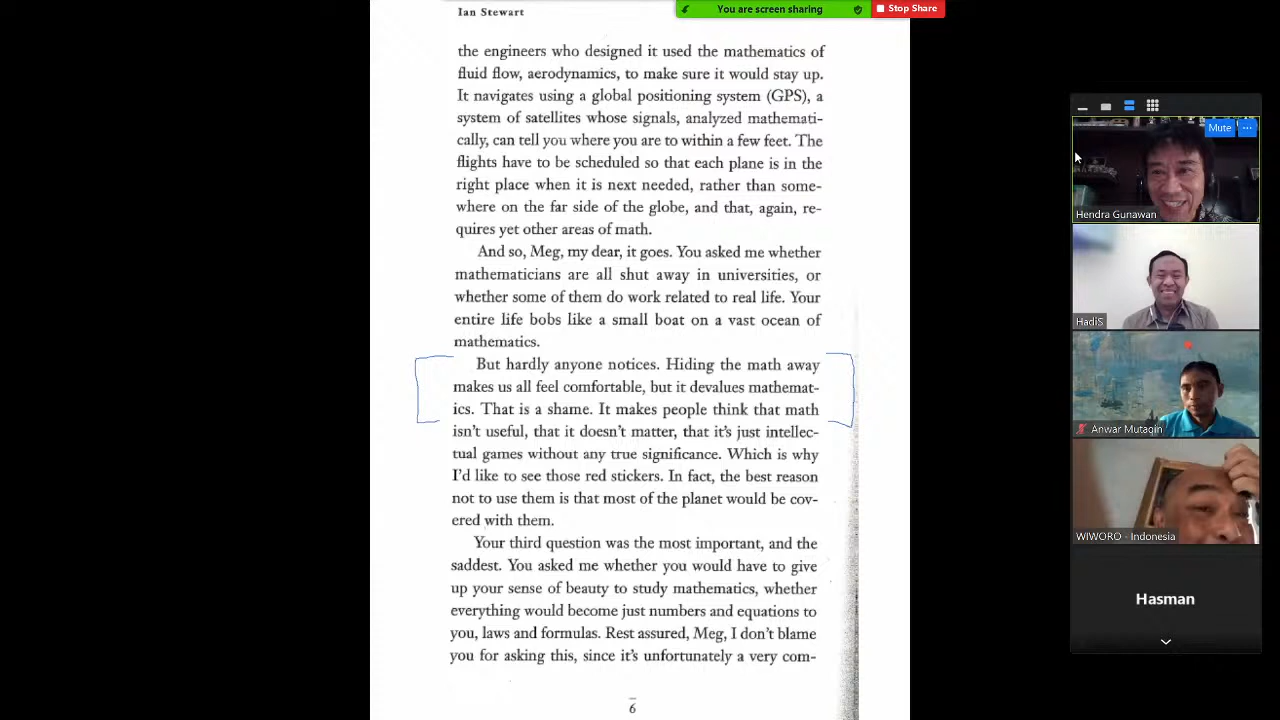 Ian Stewart
You are screen sharing
Stop Share
the engineers who designed it used the mathematics of
fluid flow, aerodynamics, to make sure it would stay up.
It navigates using a global positioning system (GPS), a
system of satellites whose signals, analyzed mathemati-
cally, can tell you where you are to within a few feet. The
flights have to be scheduled so that each plane is in the
right place when it is next needed, rather than some-
where on the far side of the globe, and that, again, re-
quires yet other areas of math.
And so, Meg, my dear, it goes. You asked me whether
mathematicians are all shut away in universities, or
whether some of them do work related to real life. Your
entire life bobs like a small boat on a vast ocean of
mathematics.
But hardly anyone notices. Hiding the math away
makes us all feel comfortable, but it devalues mathemat-
ics. That is a shame. It makes people think that math
isn't useful, that it doesn't matter, that it's just intellec-
tual games without any true significance. Which is why
I'd like to see those red stickers. In fact, the best reason
not to use them is that most of the planet would be cov-
ered with them.
Your third question was the most important, and the
saddest. You asked me whether you would have to give
up your sense of beauty to study mathematics, whether
everything would become just numbers and equations to
you, laws and formulas. Rest assured, Meg, I don't blame
you for asking this, since it's unfortunately a very com-
6
Mute
Hendra Gunawan
HadiS
Anwar Mutaqin
WIWORO - Indonesia
Hasman